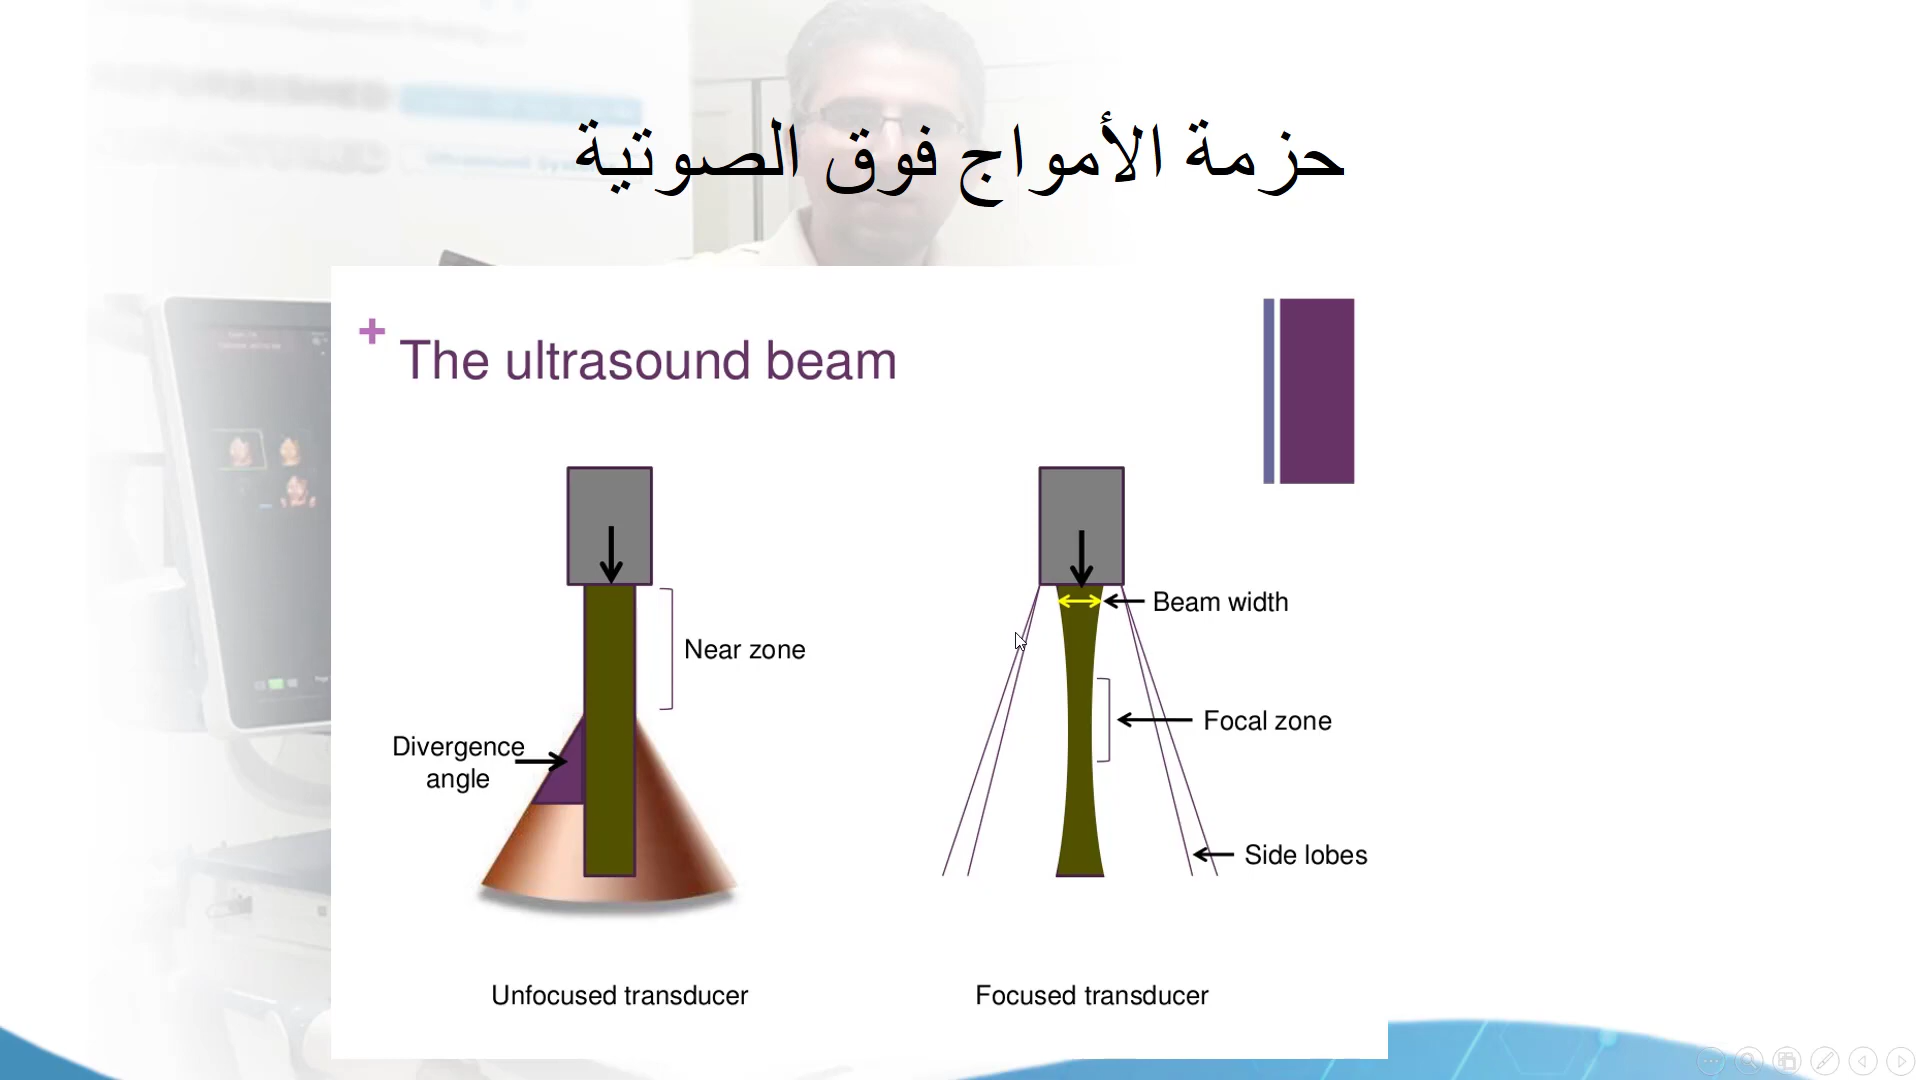 حزمة الأمواج فوق الصوتية
+ The ultrasound beam
Near zone
Divergence
angle
Unfocused transducer
Beam width
Focal zone
Side lobes
Focused transducer